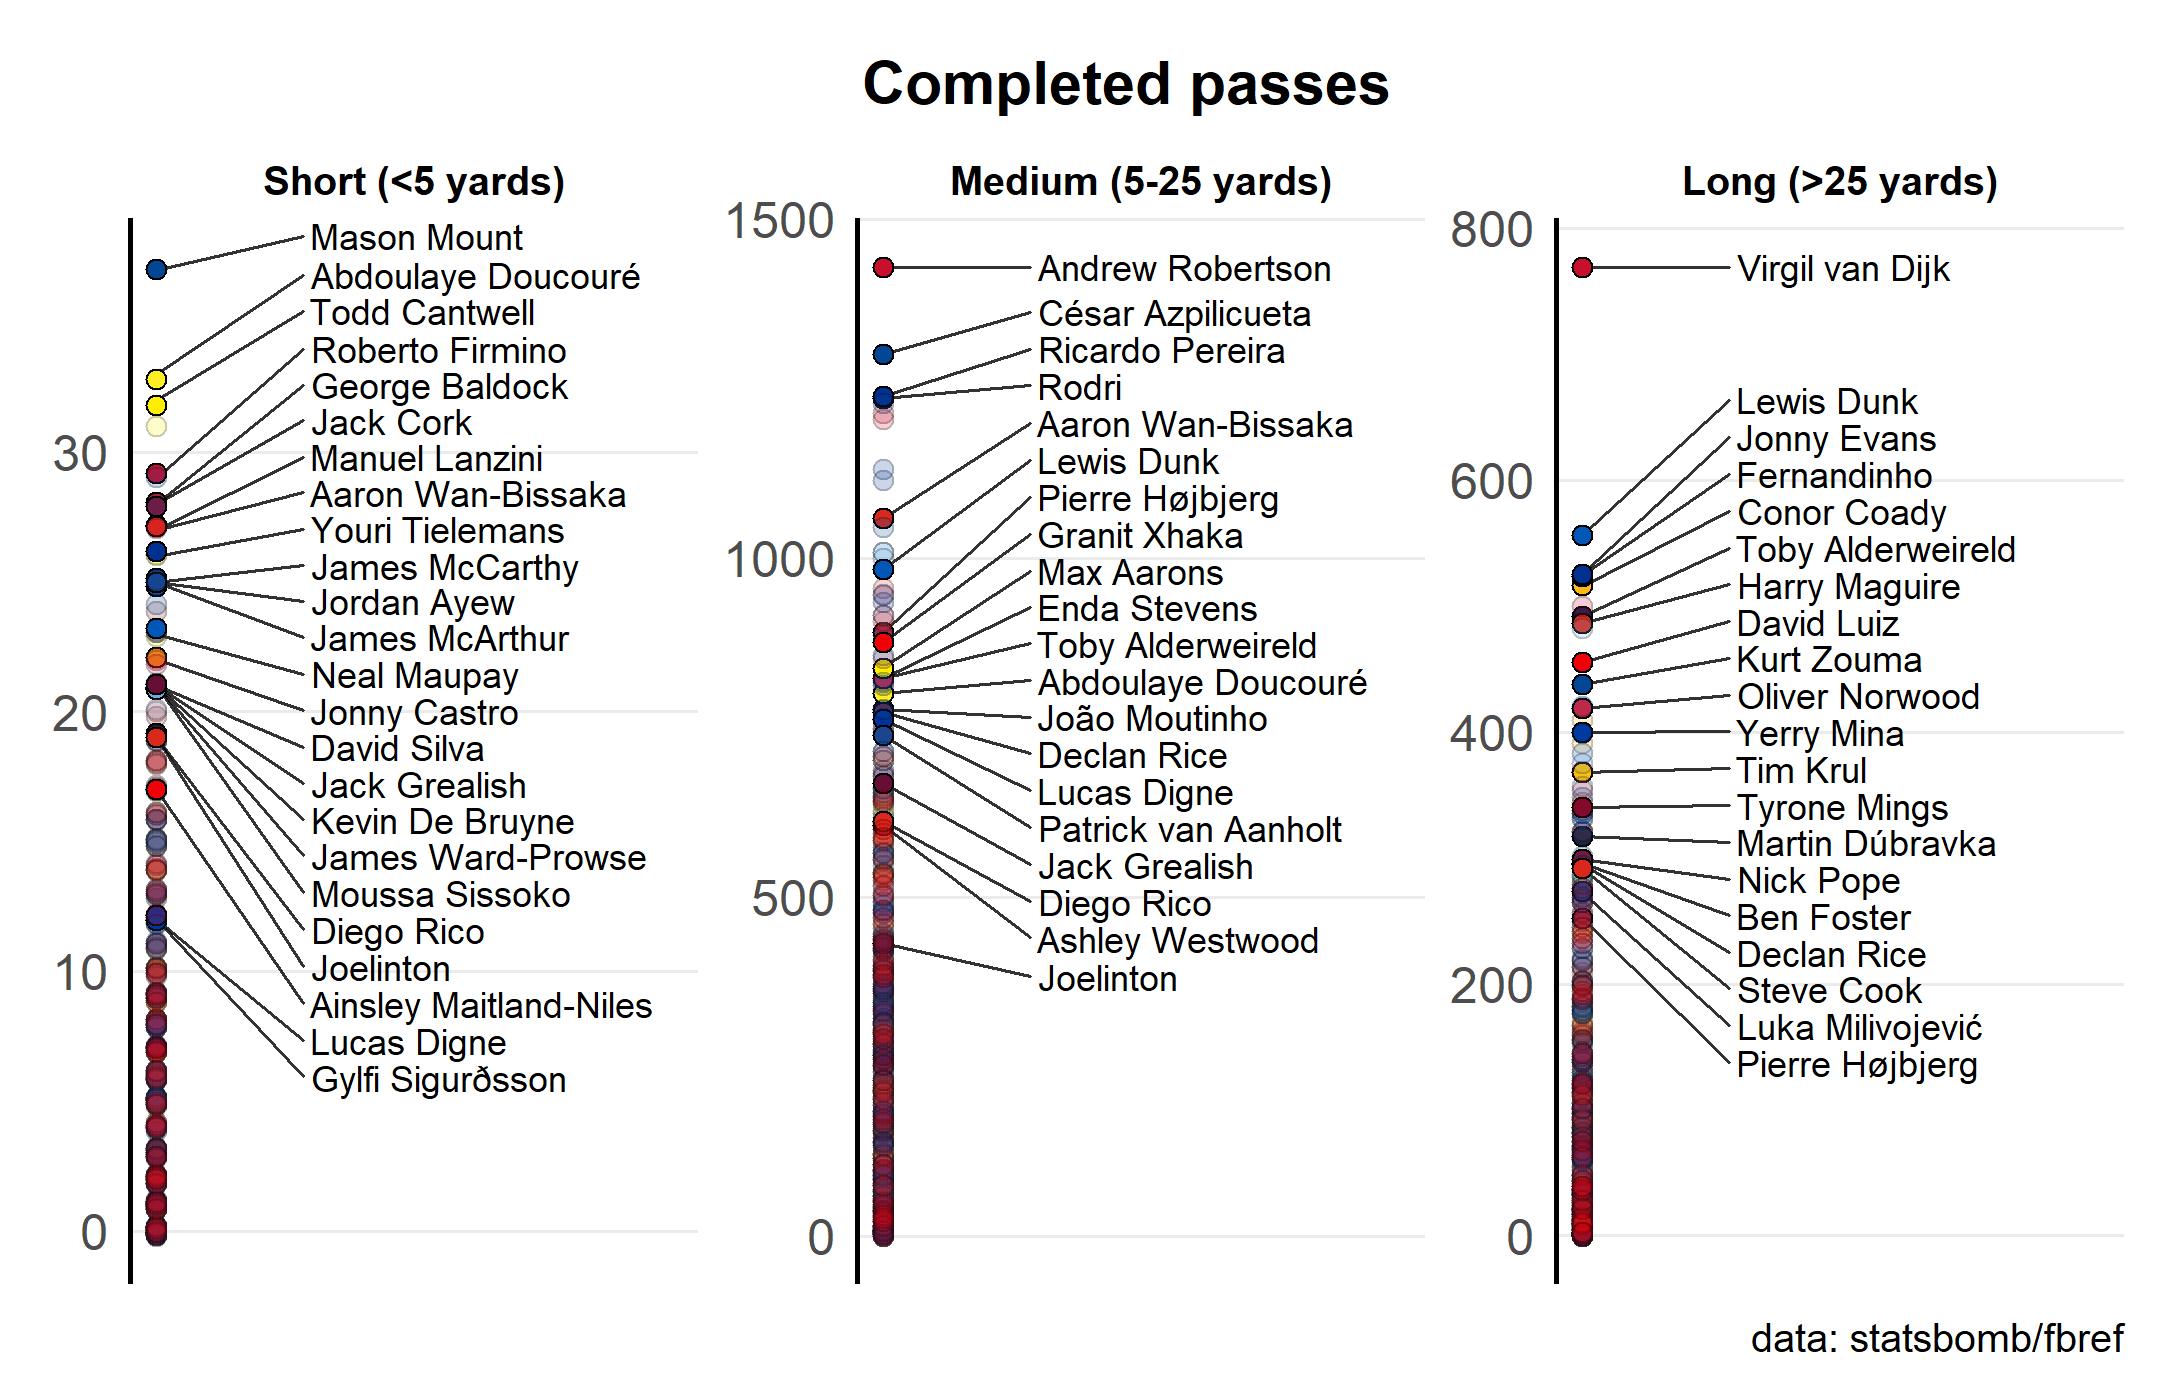 Completed passes
Short (<5 yards)
30
20
10
0
Mason Mount
Abdoulaye Doucouré
Todd Cantwell
Roberto Firmino
George Baldock
Jack Cork
Manuel Lanzini
Aaron Wan-Bissaka
Youri Tielemans
James McCarthy
Jordan Ayew
James McArthur
Neal Maupay
Jonny Castro
David Silva
Jack Grealish
Kevin De Bruyne
James Ward-Prowse
Moussa Sissoko
Diego Rico
Joelinton
Ainsley Maitland-Niles
Lucas Digne
Gylfi Sigurðsson
Medium (5-25 yards)
1500
1000
500
0
Andrew Robertson
César Azpilicueta
Ricardo Pereira
Rodri
Aaron Wan-Bissaka
Lewis Dunk
Pierre Højbjerg
Granit Xhaka
Max Aarons
Enda Stevens
Toby Alderweireld
Abdoulaye Doucouré
João Moutinho
Declan Rice
Lucas Digne
Patrick van Aanholt
Jack Grealish
Diego Rico
Ashley Westwood
Joelinton
Long (>25 yards)
800
600
400
200
0
Virgil van Dijk
Lewis Dunk
Jonny Evans
Fernandinho
Conor Coady
Toby Alderweireld
Harry Maguire
David Luiz
Kurt Zouma
Oliver Norwood
Yerry Mina
Tim Krul
Tyrone Mings
Martin Dúbravka
Nick Pope
Ben Foster
Declan Rice
Steve Cook
Luka Milivojević
Pierre Højbjerg
data: statsbomb/fbref